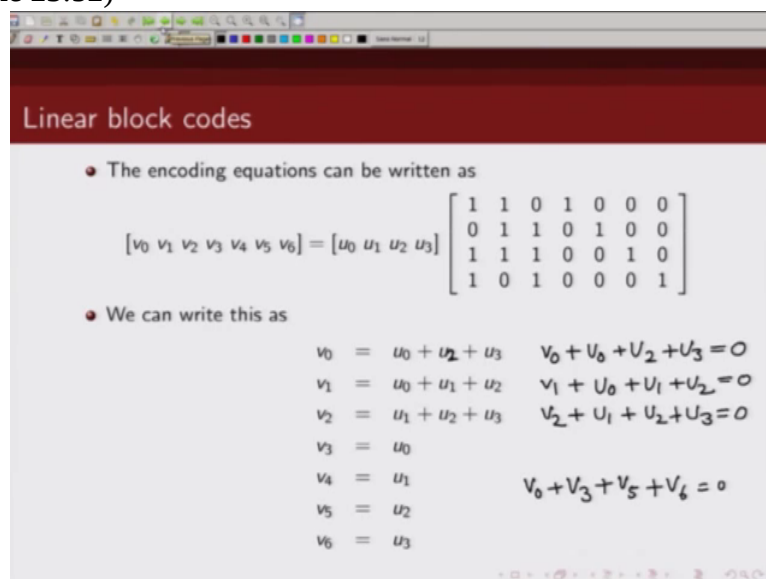 Previous Page
Linear block codes
• The encoding equations can be written as
[v0 v1 v2 v3 v4 v5 v6] = [u0 u1 u2 u3]
1 1 0 1 0 0 0
0 1 1 0 1 0 0
1 1 1 0 0 1 0
1 0 1 0 0 0 1
• We can write this as
v0 = u0 + u2 + u3 v0 + u0 + u2 + u3 = 0
v1 = u0 + u1 + u2 v1 + u0 + u1 + u2 = 0
v2 = u1 + u2 + u3 v2 + u1 + u2 + u3 = 0
v3 = u0
v4 = u1 v0 + v3 + v5 + v6 = 0
v5 = u2
v6 = u3